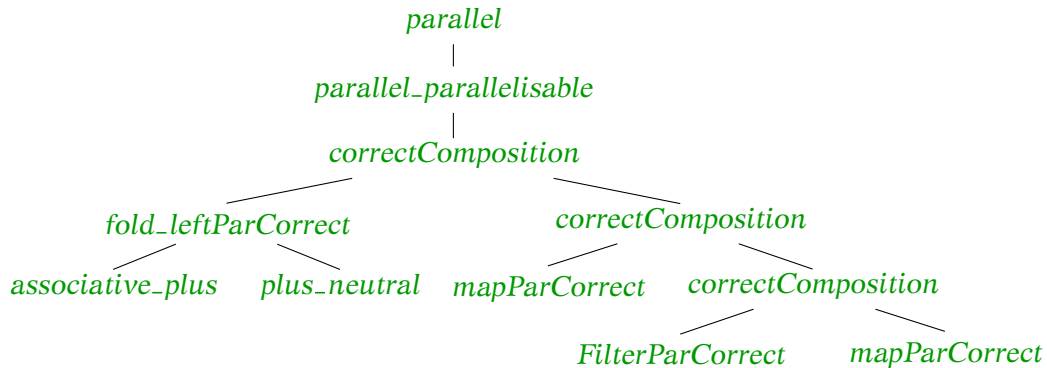 parallel
parallel_parallelisable
correctComposition
fold_leftParCorrect correctComposition
associative_plus plus_neutral mapParCorrect correctComposition
FilterParCorrect mapParCorrect